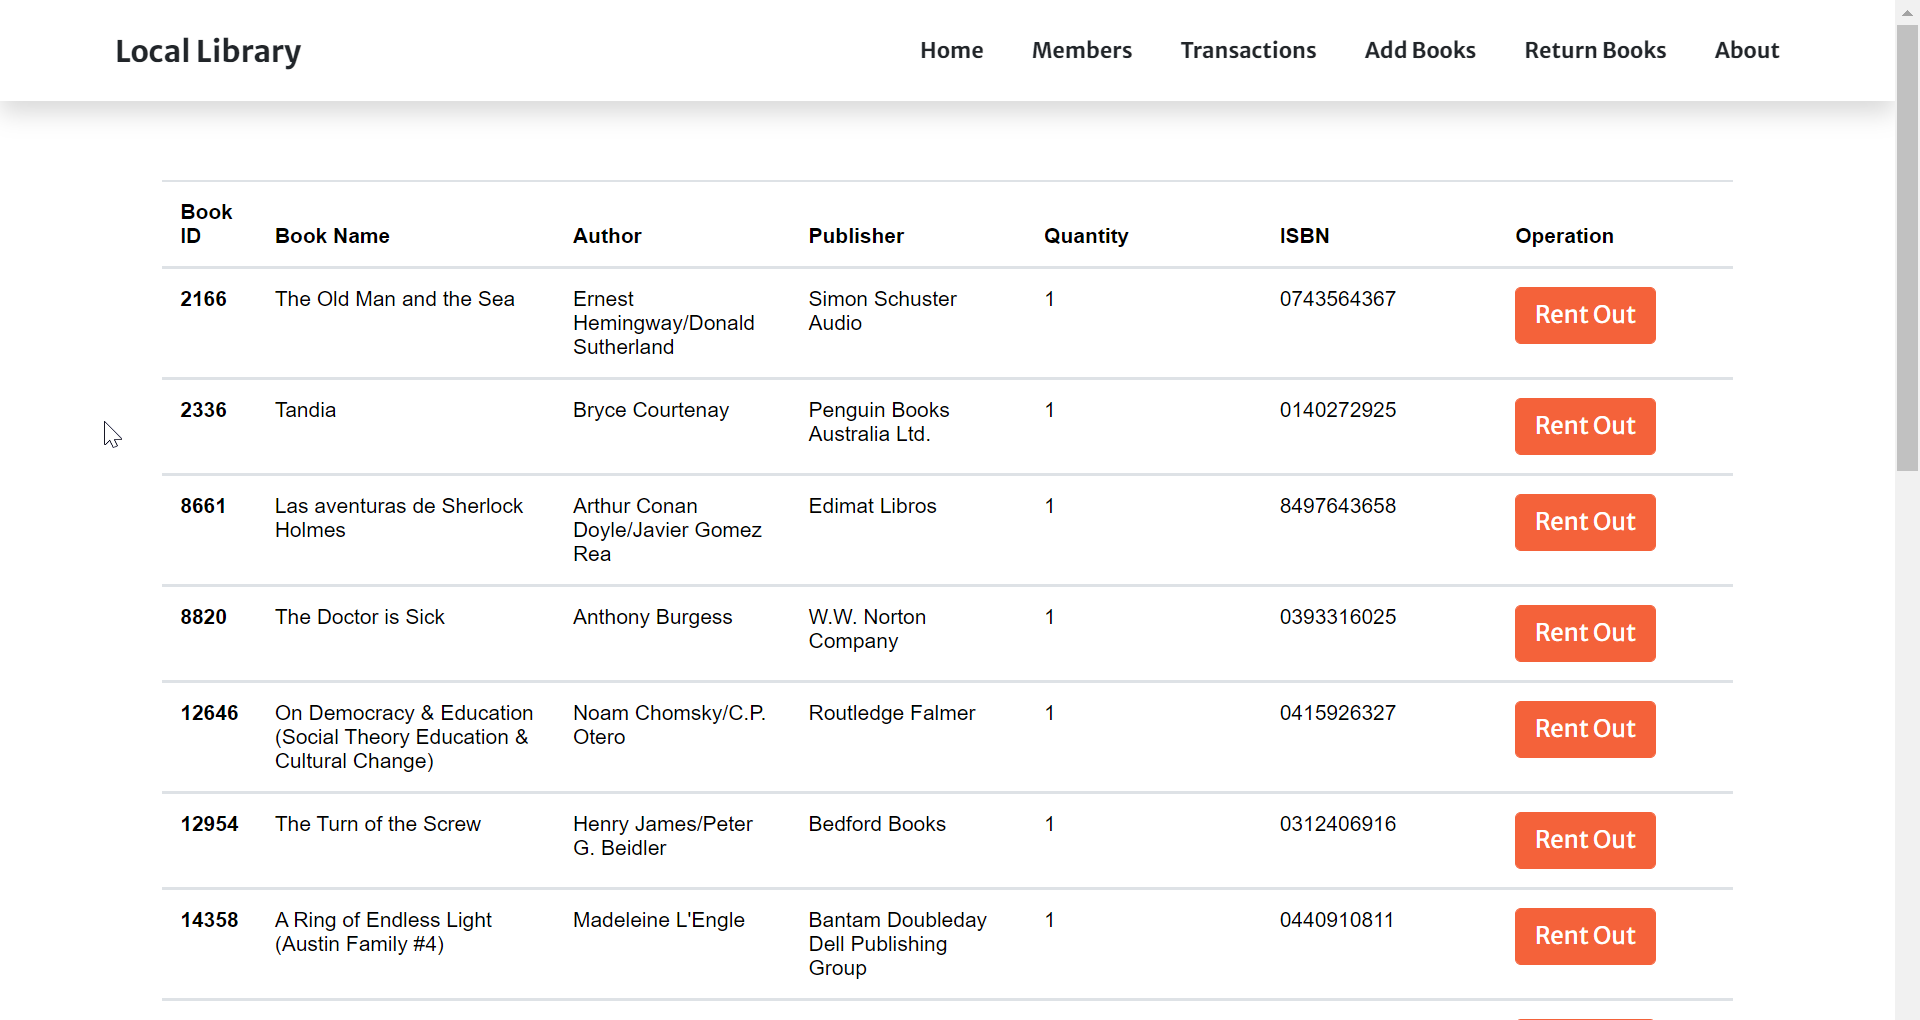 Local Library
Home Members Transactions Add Books Return Books About
Book
ID Book Name Author Publisher Quantity ISBN Operation
2166 The Old Man and the Sea Ernest Simon Schuster 1 0743564367 Rent Out
Hemingway/Donald Audio
Sutherland
2336 Tandia Bryce Courtenay Penguin Books 1 0140272925 Rent Out
Australia Ltd.
8661 Las aventuras de Sherlock Arthur Conan Edimat Libros 1 8497643658 Rent Out
Holmes Doyle/Javier Gomez
Rea
8820 The Doctor is Sick Anthony Burgess W.W. Norton 1 0393316025 Rent Out
Company
12646 On Democracy & Education Noam Chomsky/C.P. Routledge Falmer 1 0415926327 Rent Out
(Social Theory Education & Otero
Cultural Change)
12954 The Turn of the Screw Henry James/Peter Bedford Books 1 0312406916 Rent Out
G. Beidler
14358 A Ring of Endless Light Madeleine L'Engle Bantam Doubleday 1 0440910811 Rent Out
(Austin Family #4) Dell Publishing
Group